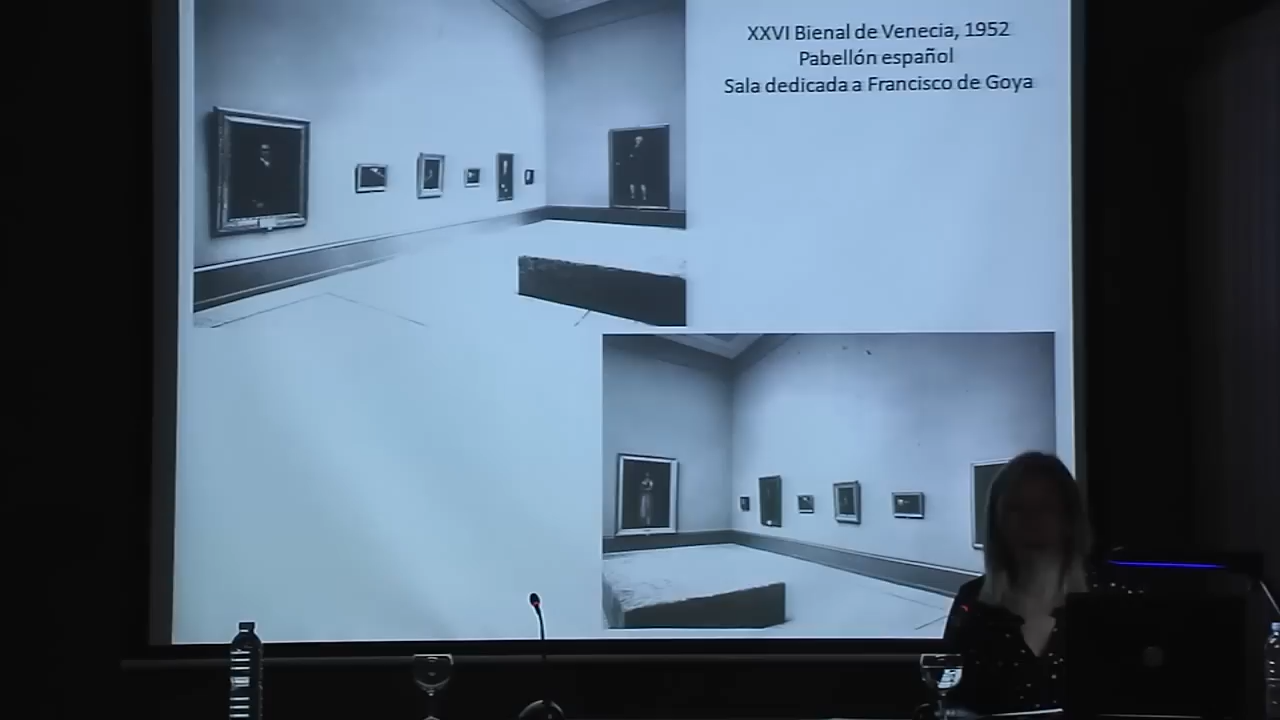 XXVI Bienal de Venecia, 1952
Pabellón español
Sala dedicada a Francisco de Goya